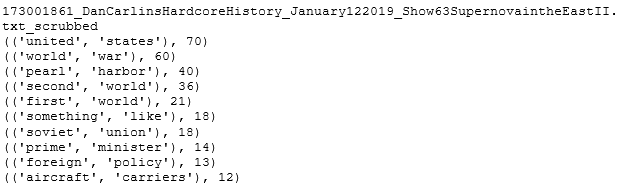 173001861_DanCarlinsHardcoreHistory_January122019_Show63SupernovaintheEastII.
txt_scrubbed
(('united', 'states'), 70)
(('world', 'war'), 60)
(('pearl', 'harbor'), 40)
(('second', 'world'), 36)
(('first', 'world'), 21)
(('something', 'like'), 18)
(('soviet', 'union'), 18)
(('prime', 'minister'), 14)
(('foreign', 'policy'), 13)
(('aircraft', 'carriers'), 12)